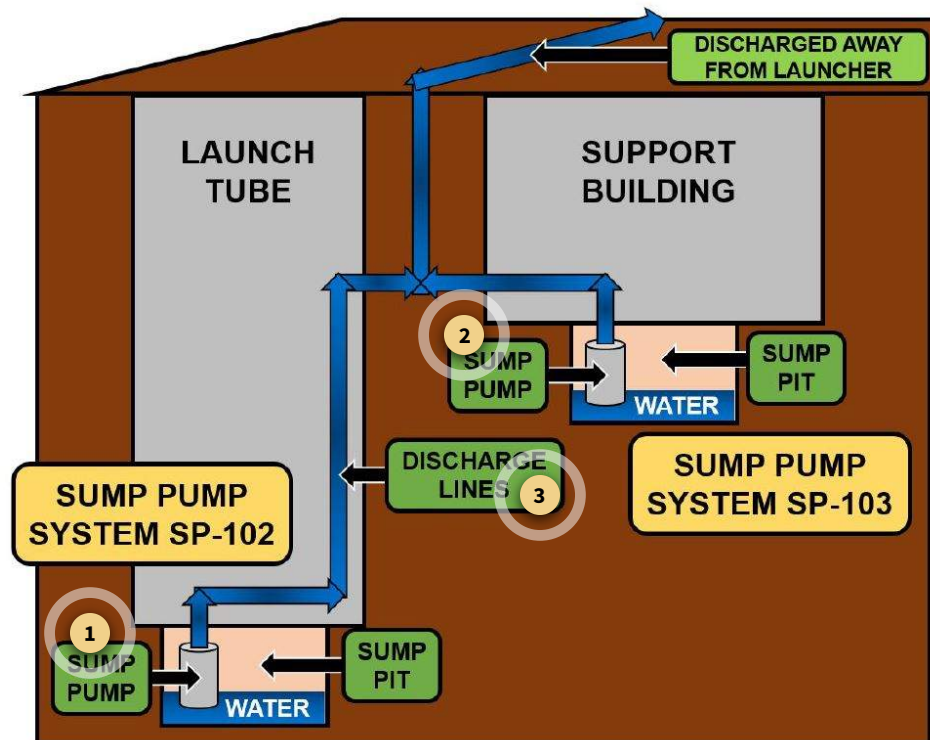 DISCHARGED AWAY
FROM LAUNCHER
LAUNCH
TUBE
SUPPORT
BUILDING
2
SUMP
PUMP
SUMP
PIT
WATER
DISCHARGE
LINES
3
SUMP PUMP
SYSTEM SP-103
SUMP PUMP
SYSTEM SP-102
1
SUMP
PUMP
SUMP
PIT
WATER